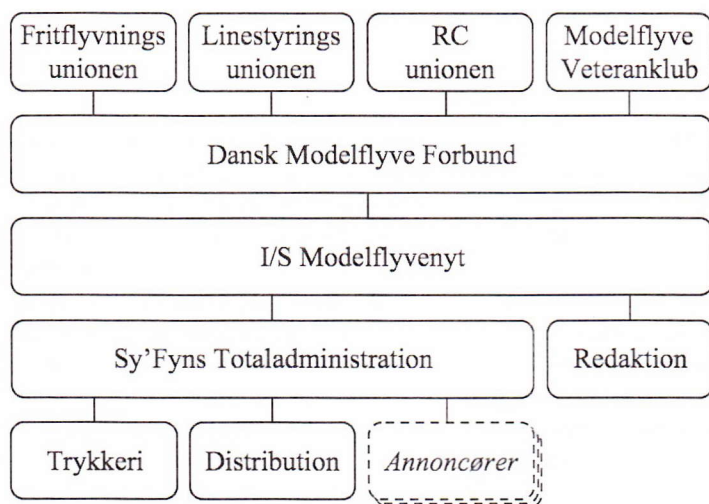 Fritflyvnings
unionen
Linestyrings
unionen
RC
unionen
Modelflyve
Veteranklub
Dansk Modelflyve Forbund
I/S Modelflyvenyt
Sy'Fyns Totaladministration
Redaktion
Trykkeri
Distribution
Annoncører